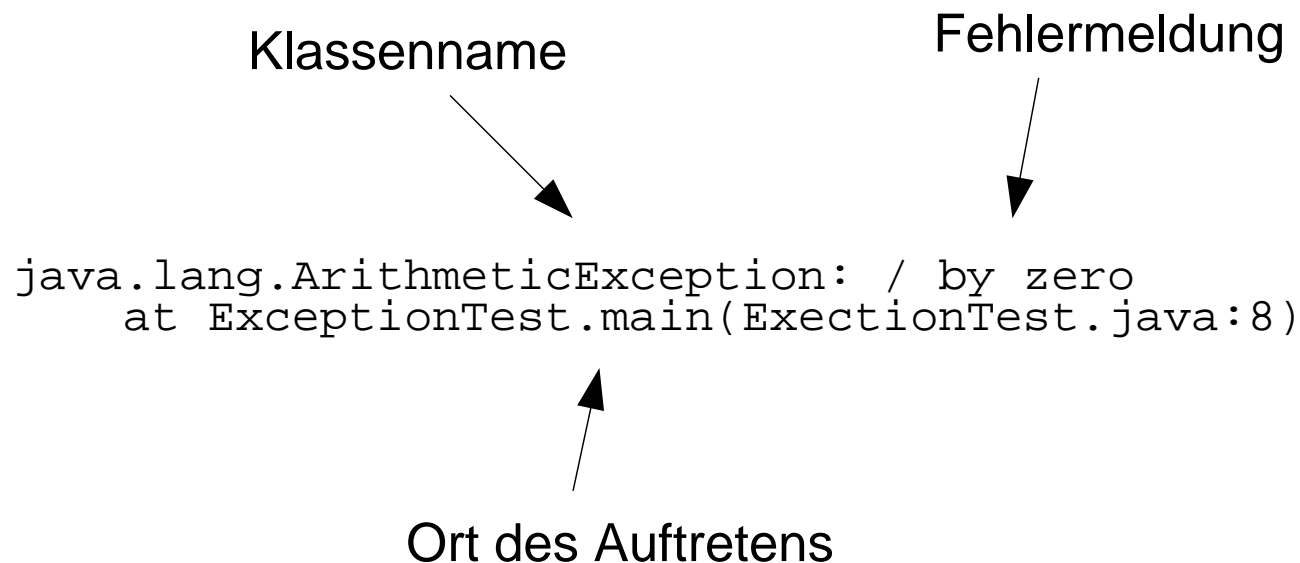 Klassenname
Fehlermeldung
java.lang.ArithmeticException: / by zero
at ExceptionTest.main(ExectionTest.java:8)
Ort des Auftretens